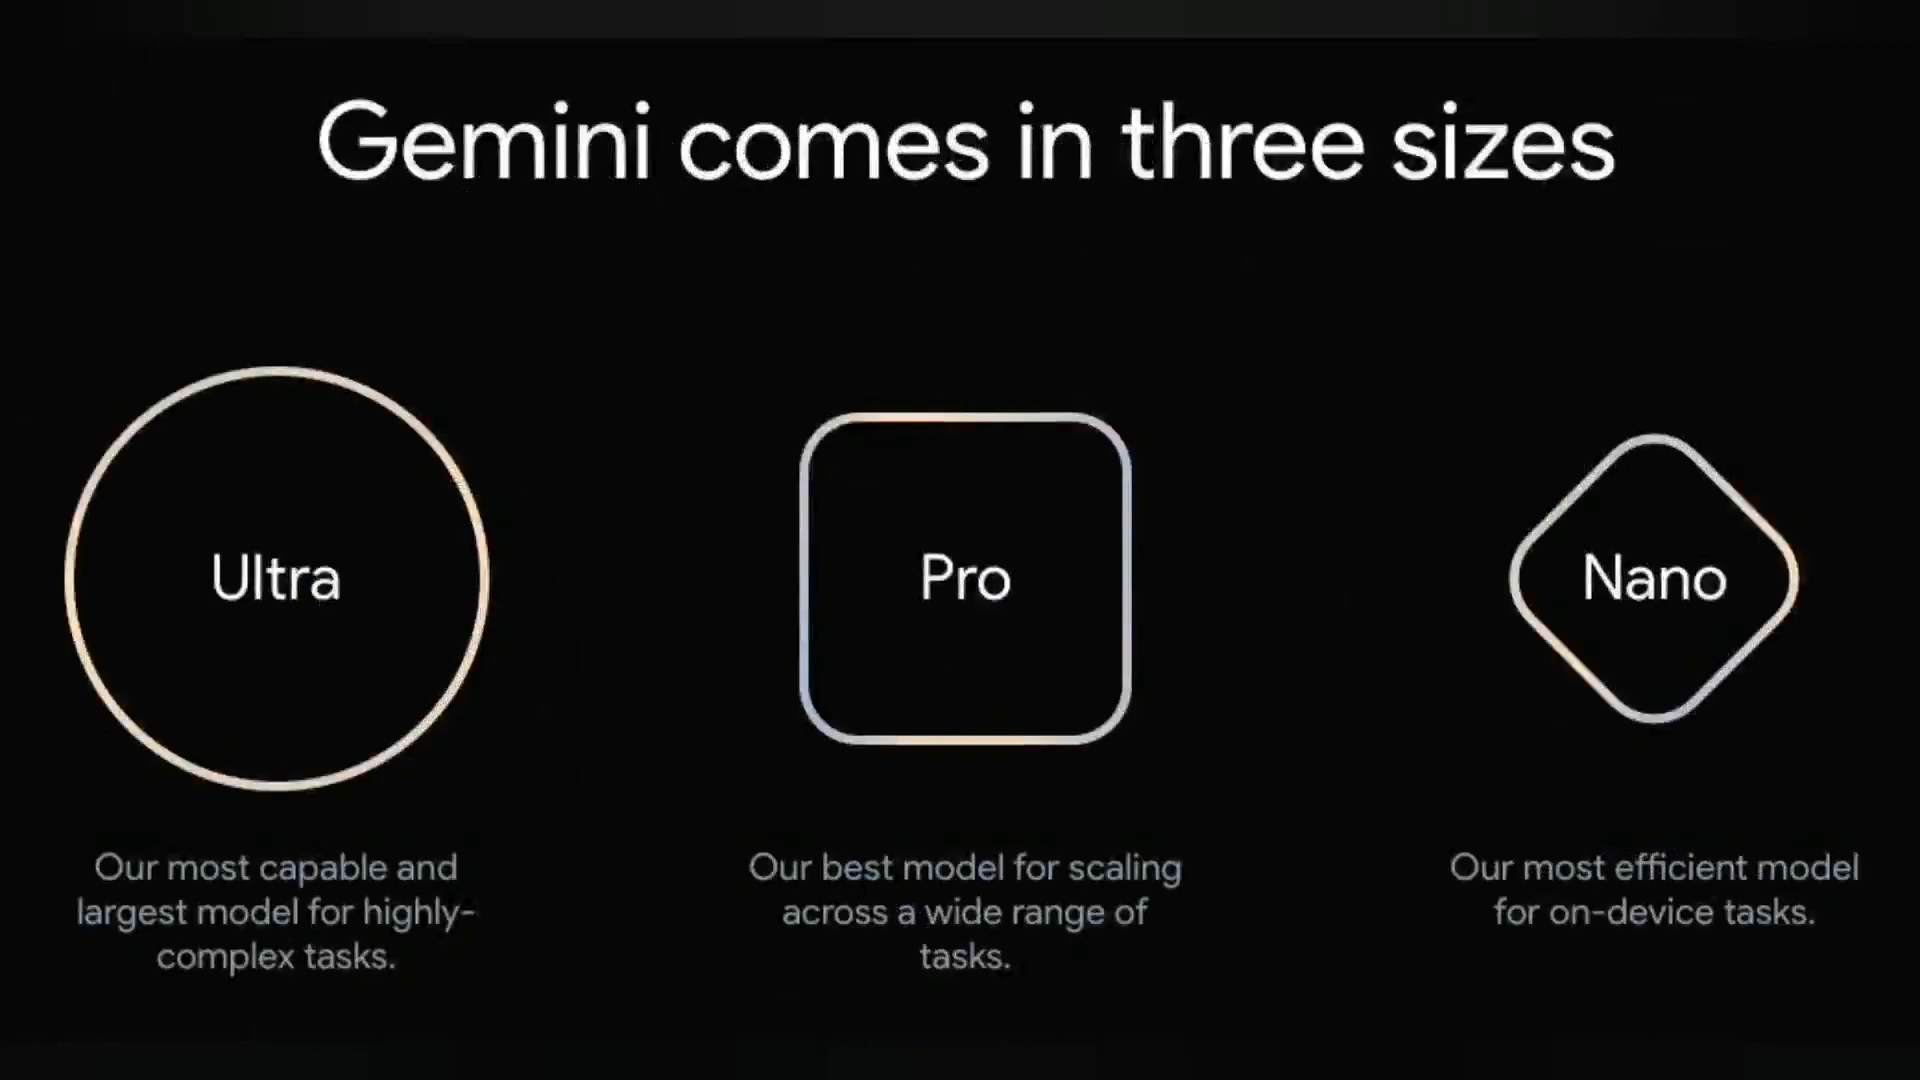 Gemini comes in three sizes
Ultra
Our most capable and
largest model for highly-
complex tasks.
Pro
Our best model for scaling
across a wide range of
tasks.
Nano
Our most efficient model
for on-device tasks.